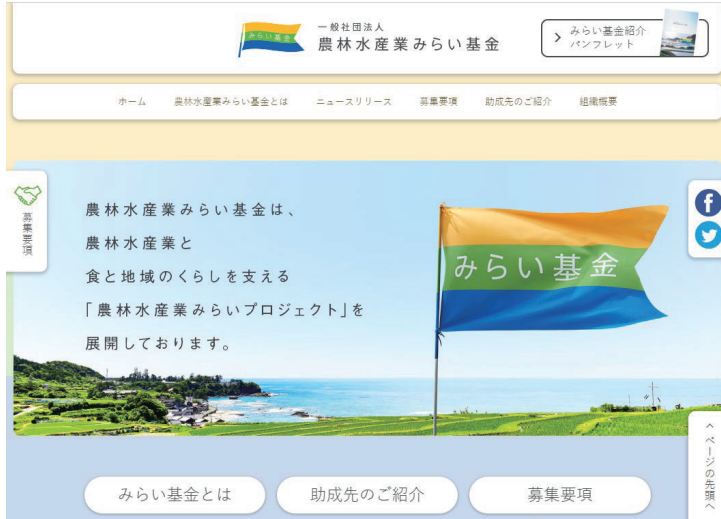 みらい基金
一般社団法人
農林水産業みらい基金
みらい基金紹介
パンフレット
ホーム
農林水産業みらい基金とは
ニュースリリース
募集要項
助成先のご紹介
組織概要
募集要項
農林水産業みらい基金は、
農林水産業と
食と地域のくらしを支える
「農林水産業みらいプロジェクト」を
展開しております。
みらい基金
ページの先頭へ
みらい基金とは
助成先のご紹介
募集要項